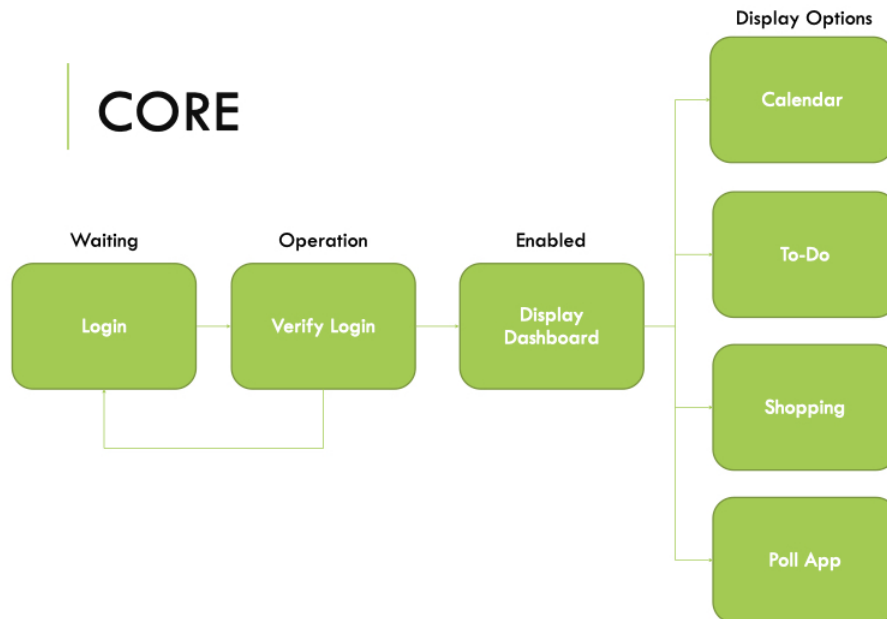 CORE
Waiting
Login
Operation
Verify Login
Enabled
Display
Dashboard
Display Options
Calendar
To-Do
Shopping
Poll App